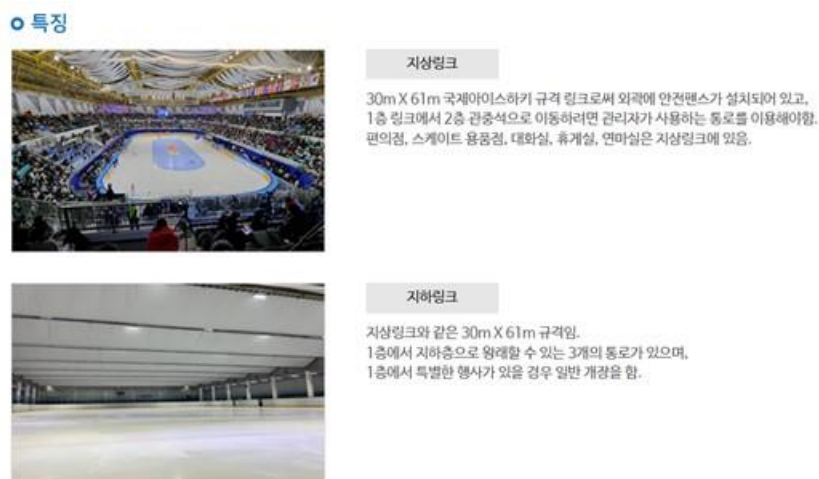 특징
지상링크
30m X 61m 국제아이스하키 규격 링크로써 외곽에 안전펜스가 설치되어 있고,
1층 링크에서 2층 관중석으로 이동하려면 관리자가 사용하는 통로를 이용해야함.
편의점, 스케이트 용품점, 대화실, 휴게실, 연마실은 지상링크에 있음.
지하링크
지상링크와 같은 30m X 61m 규격임.
1층에서 지하층으로 왕래할 수 있는 3개의 통로가 있으며,
1층에서 특별한 행사가 있을 경우 일반 개장을 함.